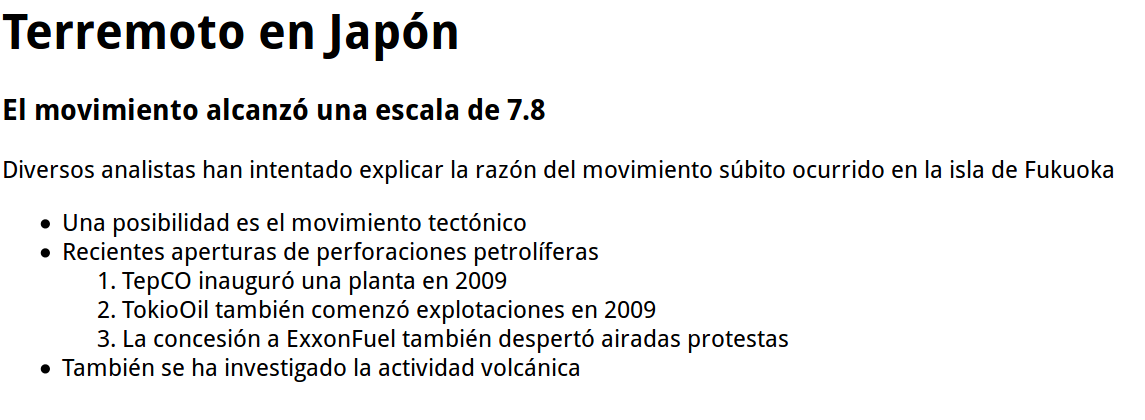 Terremoto en Japón
El movimiento alcanzó una escala de 7.8
Diversos analistas han intentado explicar la razón del movimiento súbito ocurrido en la isla de Fukuoka
• Una posibilidad es el movimiento tectónico
• Recientes aperturas de perforaciones petrolíferas
1. TepCO inauguró una planta en 2009
2. TokioOil también comenzó explotaciones en 2009
3. La concesión a ExxonFuel también despertó airadas protestas
• También se ha investigado la actividad volcánica